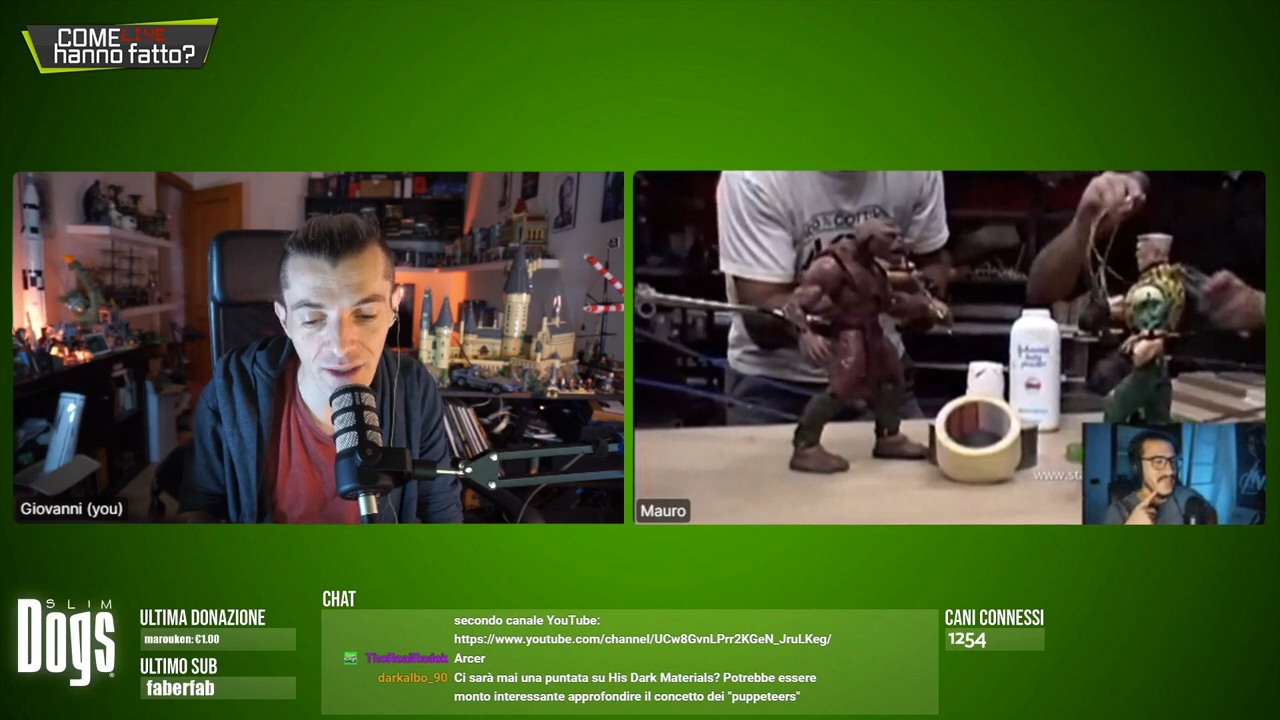 COME LIVE
hanno fatto?
Johnson's
baby
powder
www.st
Giovanni (you)
Mauro
SLIM
Dogs
ULTIMA DONAZIONE
marouken: €1.00
ULTIMO SUB
faberfab
CHAT
secondo canale YouTube:
https://www.youtube.com/channel/UCw8GvnLPrr2KGeN_JruLKeg/
TheRealRadek Arcer
darkalbo_90 Ci sarà mai una puntata su His Dark Materials? Potrebbe essere
monto interessante approfondire il concetto dei "puppeteers"
CANI CONNESSI
1254